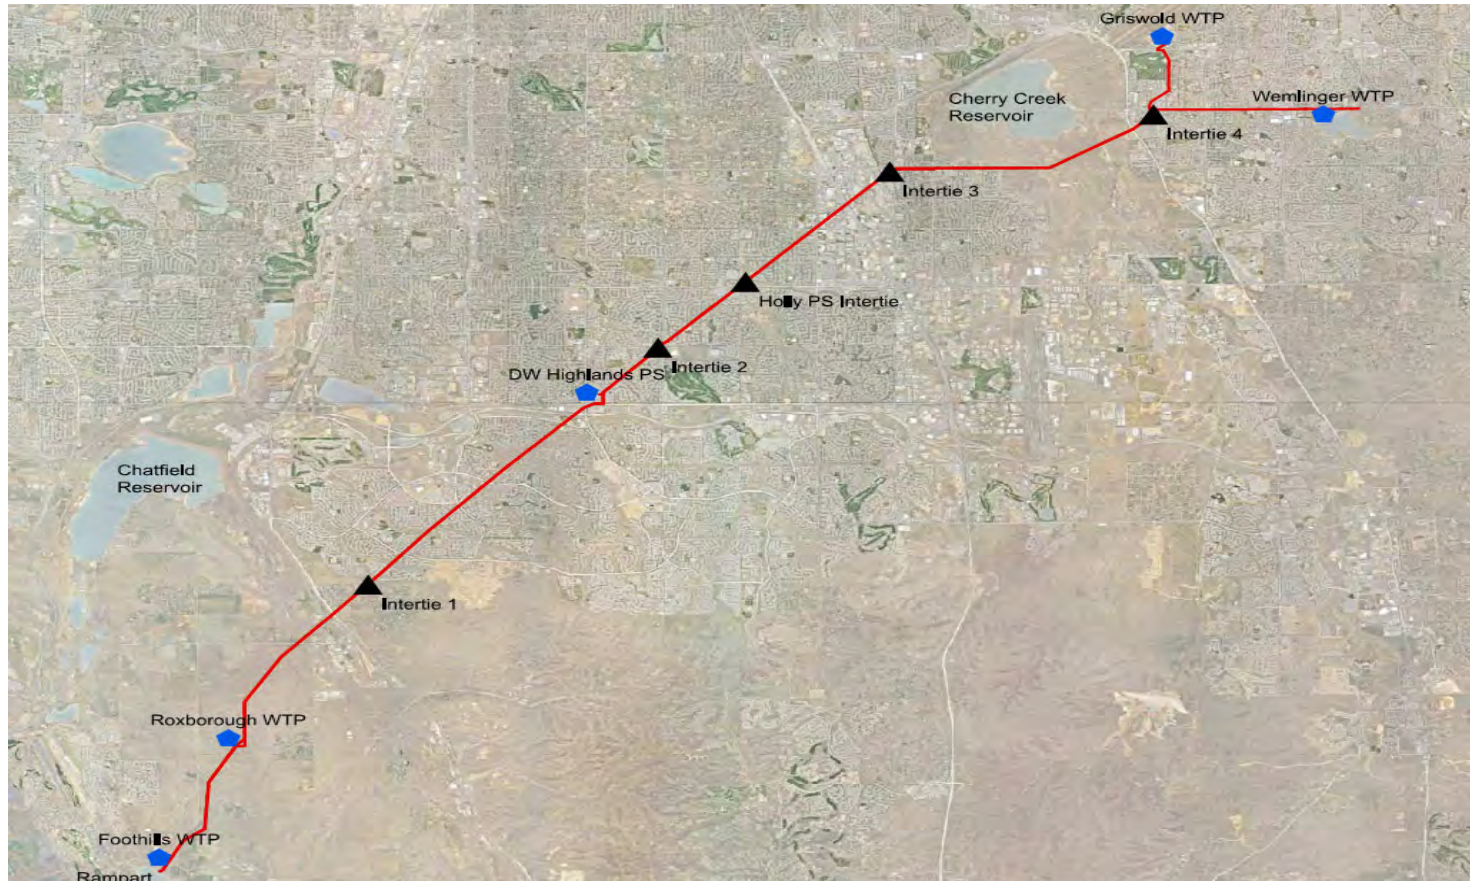 Griswold WTP
Cherry Creek
Reservoir
Wemlinger WTP
Intertie 4
Intertie 3
Holly PS Intertie
Intertie 2
DW Highlands PS
Chatfield
Reservoir
Intertie 1
Roxborough WTP
Foothills WTP
Rampart